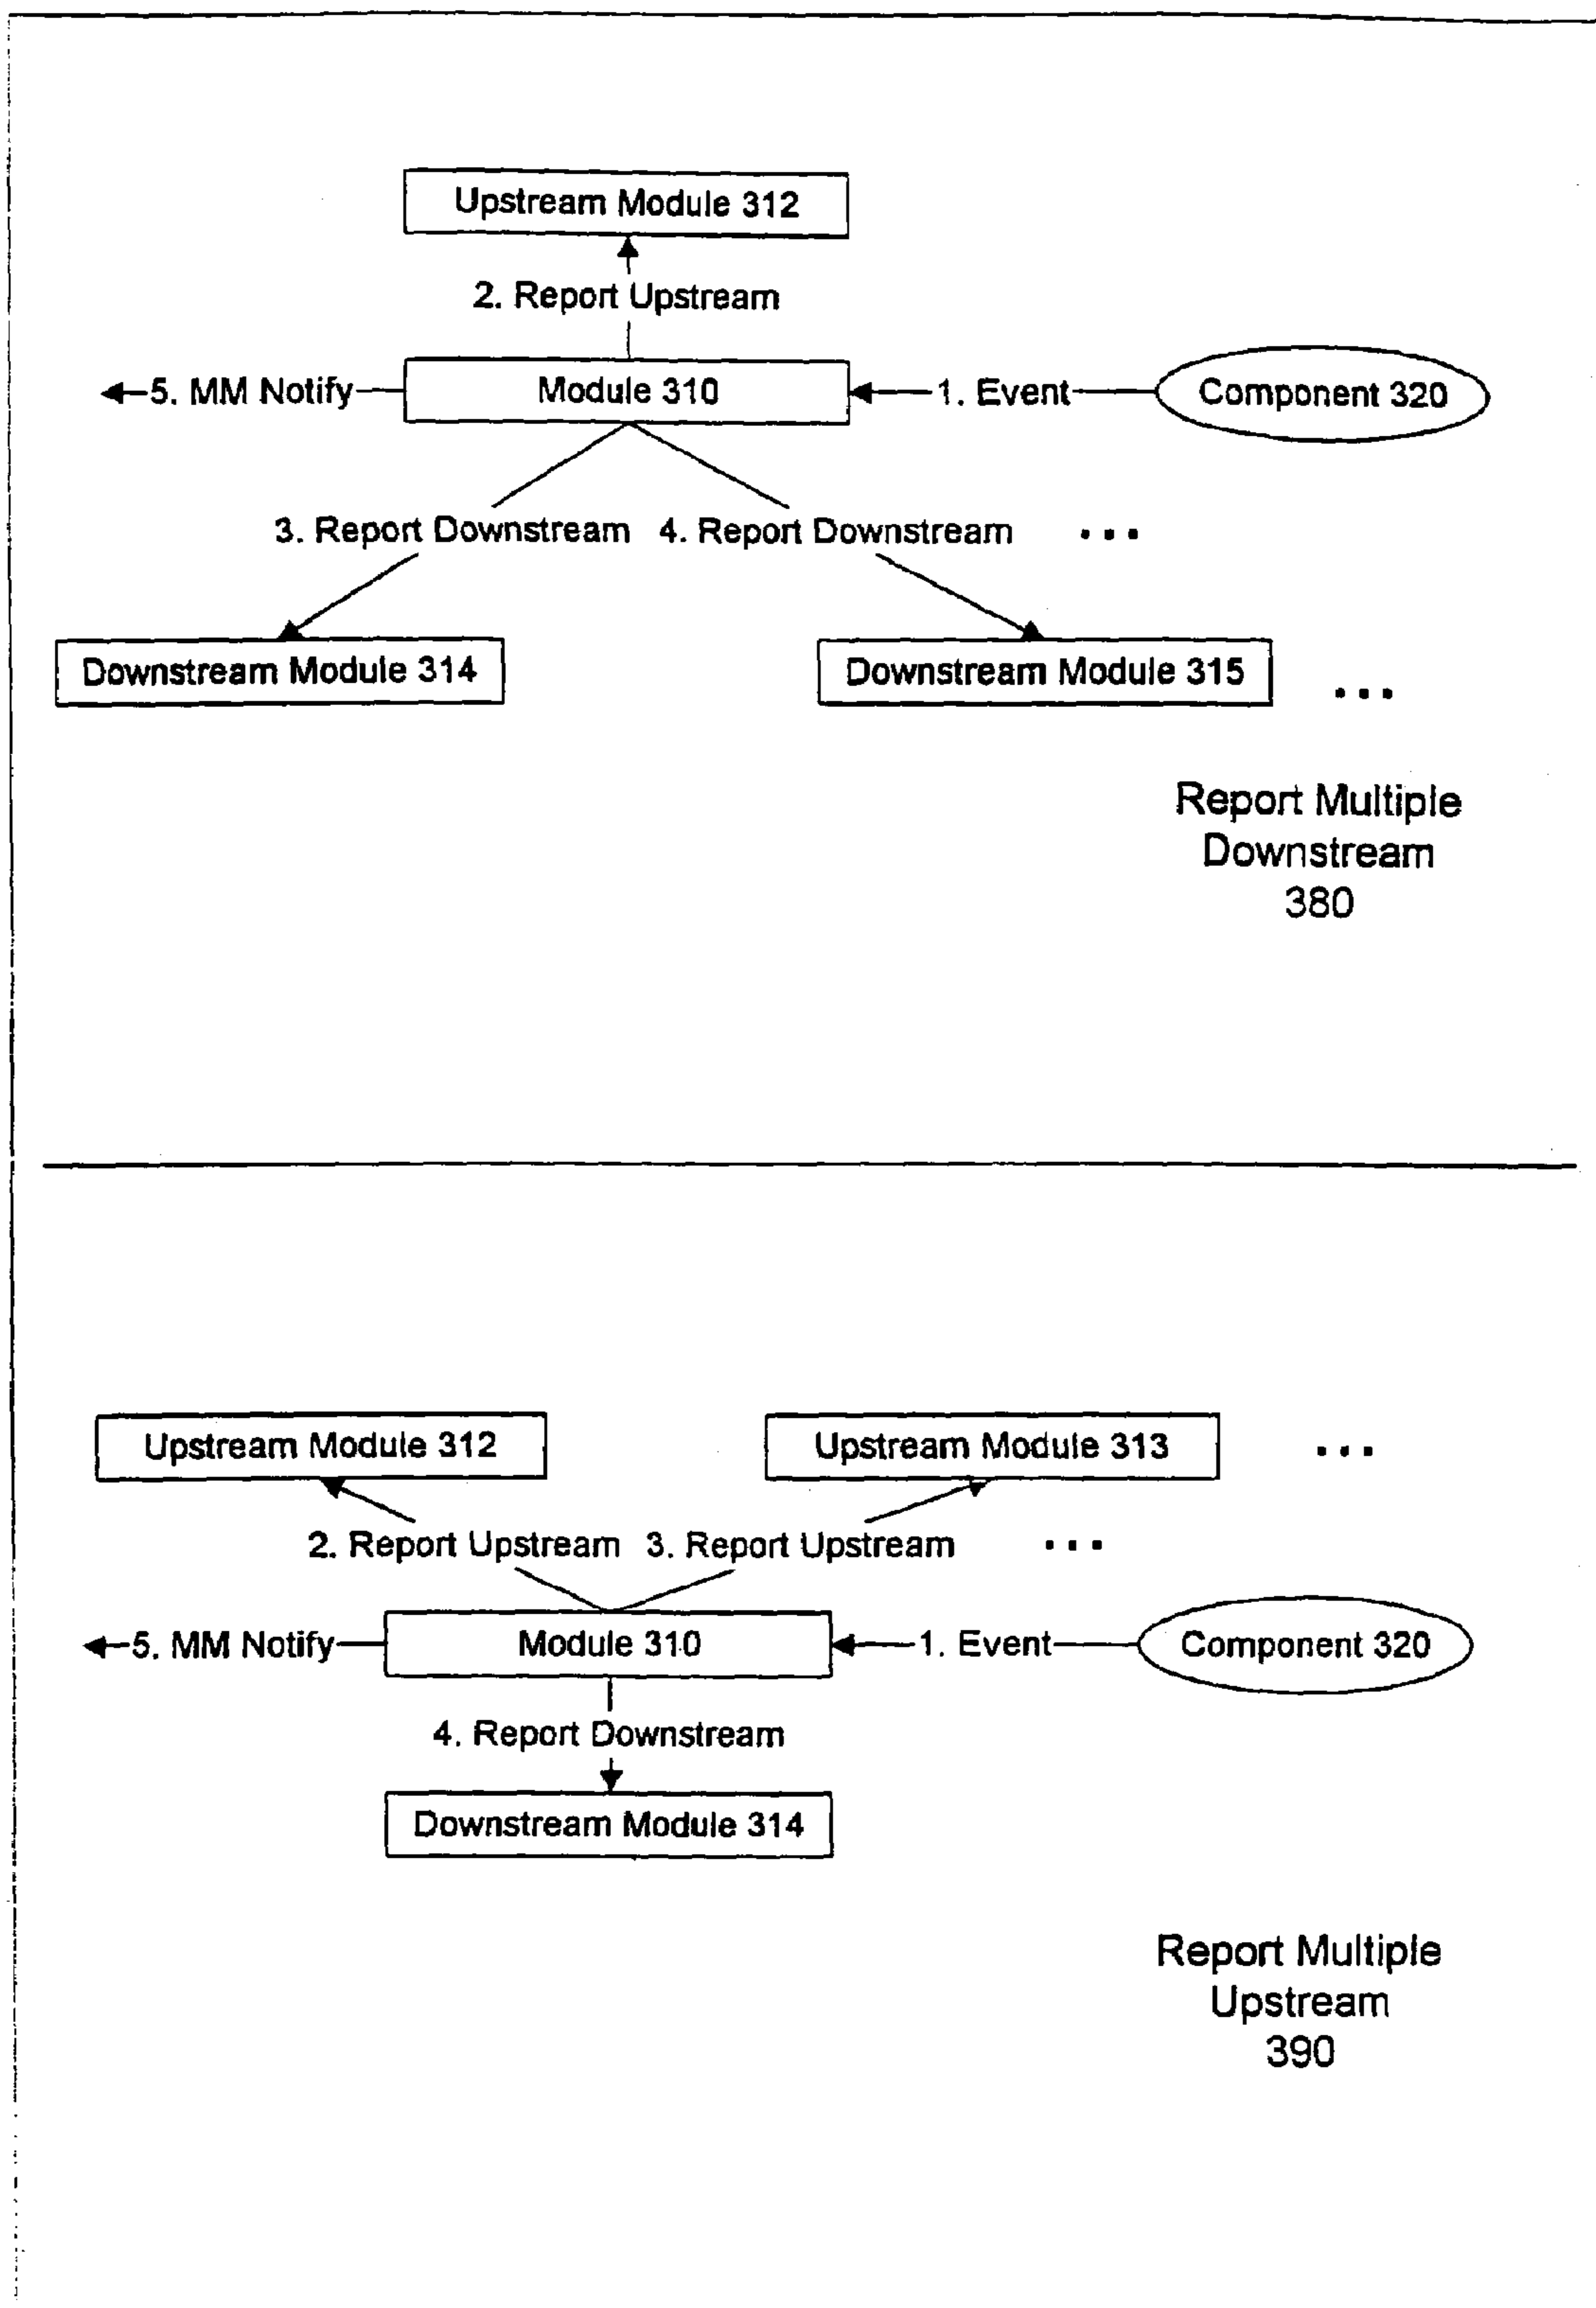 Upstream Module 312
2. Report Upstream
5. MM Notify
Module 310
1. Event
Component 320
3. Report Downstream
4. Report Downstream
...
Downstream Module 314
Downstream Module 315
...
Report Multiple
Downstream
380
Upstream Module 312
Upstream Module 313
...
2. Report Upstream
3. Report Upstream
...
5. MM Notify
Module 310
1. Event
Component 320
4. Report Downstream
Downstream Module 314
Report Multiple
Upstream
390